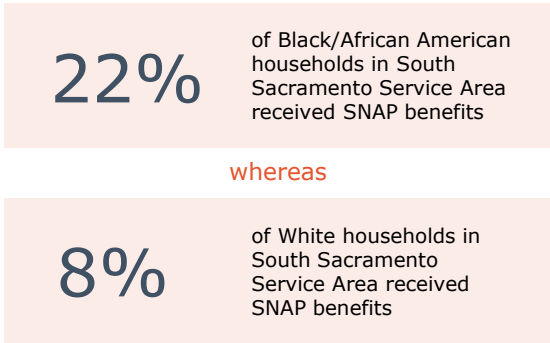 22%
of Black/African American
households in South
Sacramento Service Area
received SNAP benefits
whereas
8%
of White households in
South Sacramento
Service Area received
SNAP benefits